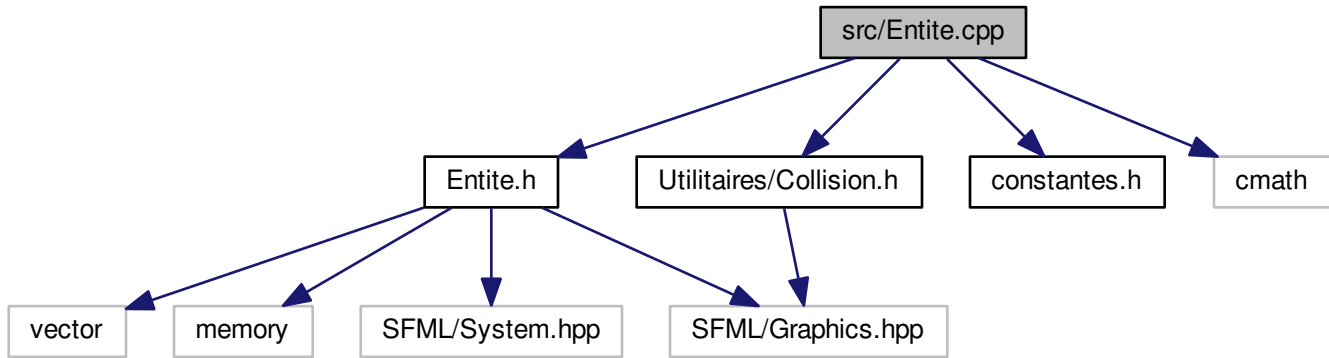 src/Entite.cpp
Entite.h
Utilitaires/Collision.h
constantes.h
cmath
vector
memory
SFML/System.hpp
SFML/Graphics.hpp